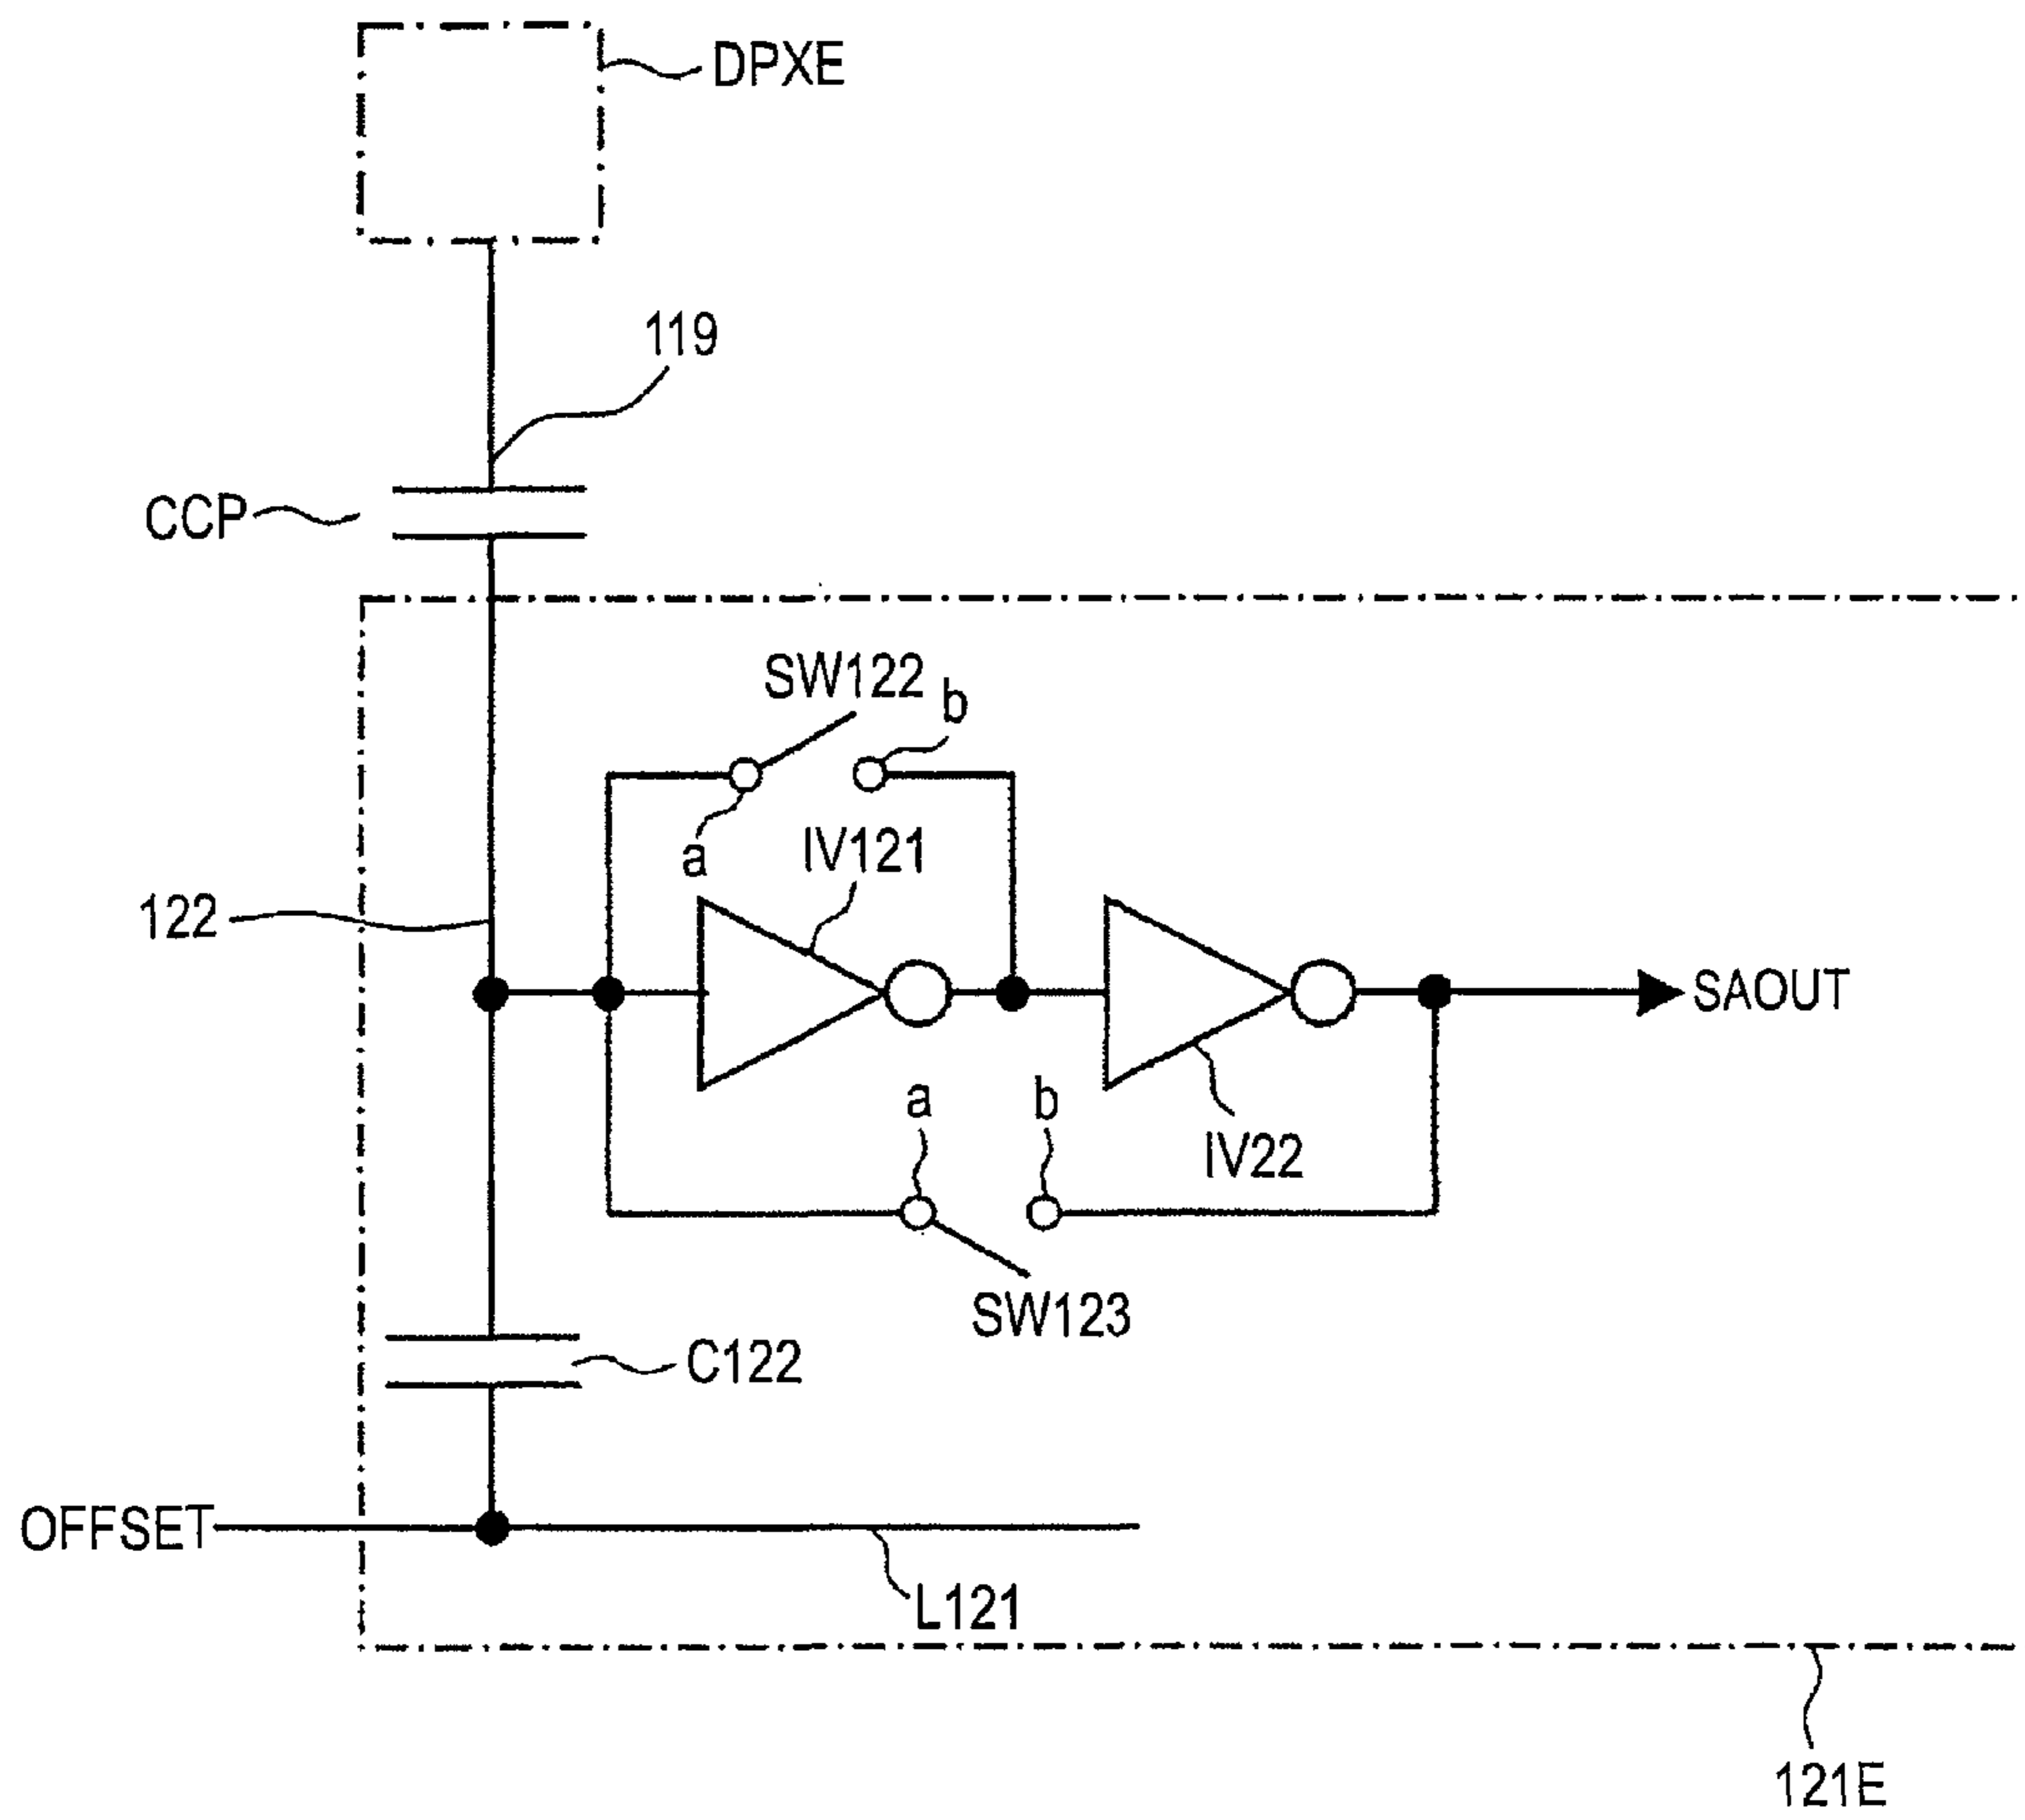 DPXE
119
CCP
SW122
b
a
IV121
122
SAOUT
a
b
IV22
SW123
C122
OFFSET
L121
121E